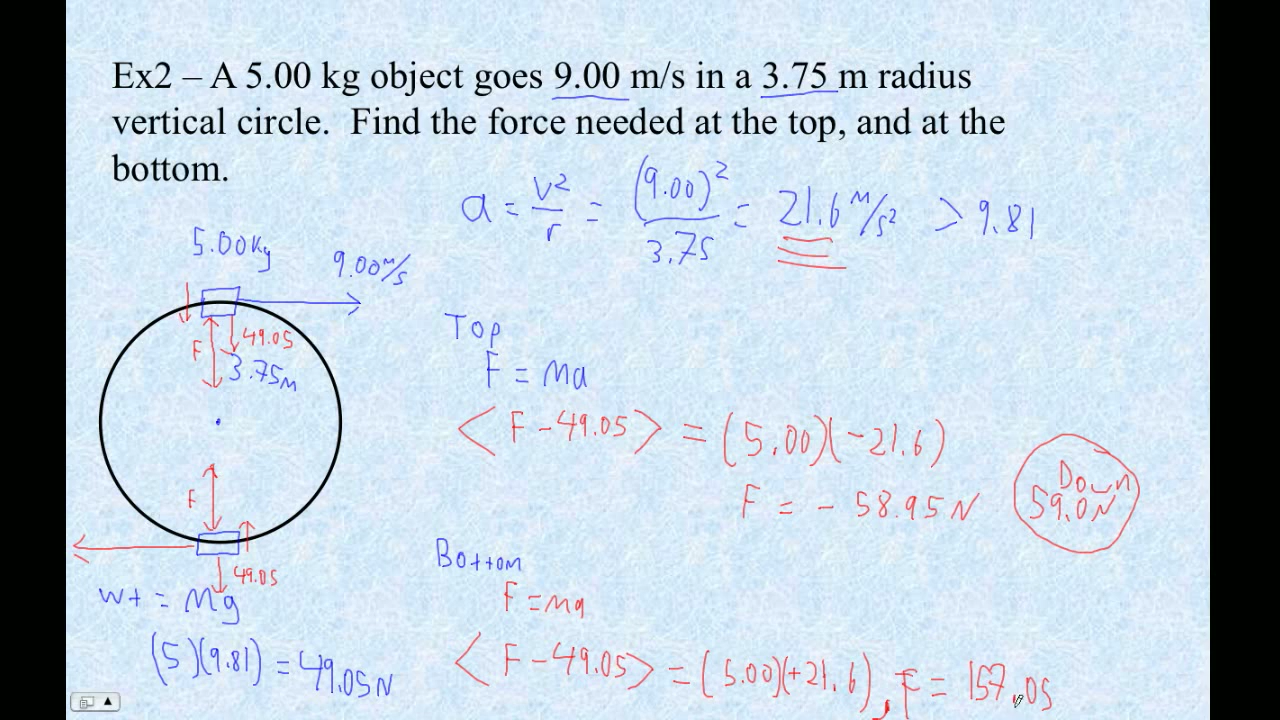 Ex2 – A 5.00 kg object goes 9.00 m/s in a 3.75 m radius
vertical circle. Find the force needed at the top, and at the
bottom.
a = v²/r = (9.00)²/3.75 = 21.6 m/s² > 9.81
5.00kg
9.00 m/s
F
49.05
3.75m
Top
F = ma
<F - 49.05> = (5.00)(-21.6)
F = - 58.95 N
Down
59.0N
F
49.05
wt = mg
(5)(9.81) = 49.05 N
Bottom
F = ma
<F - 49.05> = (5.00)(+21.6), F = 157.05